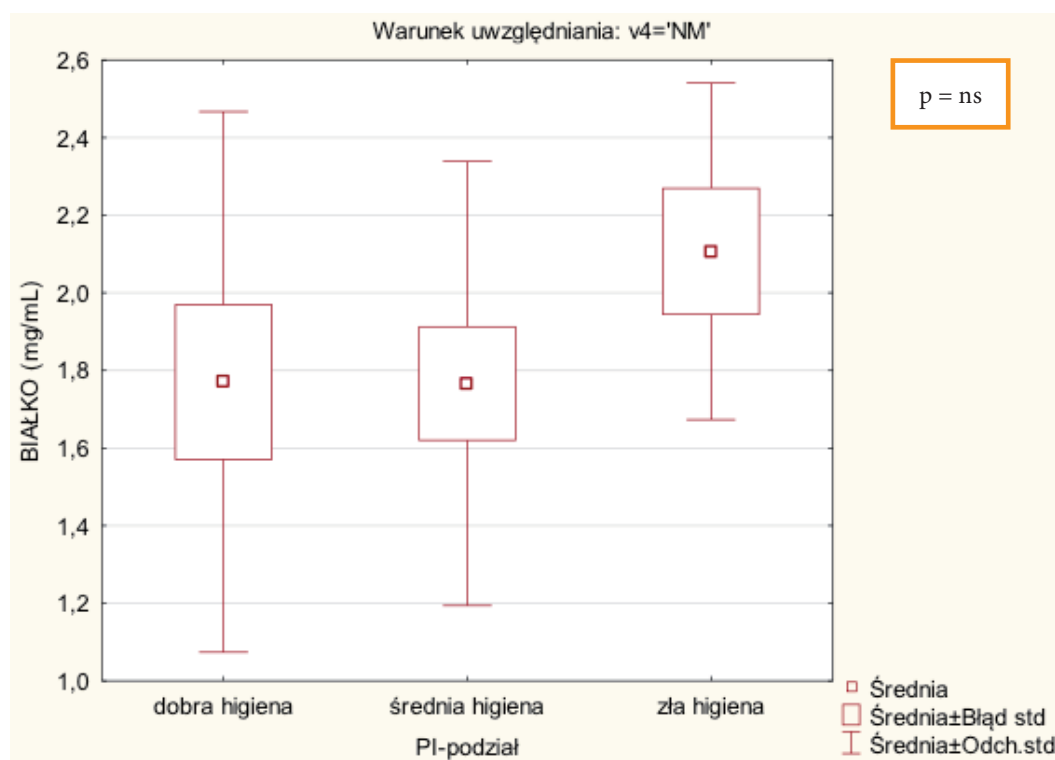 Warunek uwzględniania: v4='NM'
p = ns
BIAŁKO (mg/mL)
2,6
2,4
2,2
2,0
1,8
1,6
1,4
1,2
1,0
dobra higiena
średnia higiena
zła higiena
PI-podział
Średnia
Średnia±Błąd std
Średnia±Odch.std